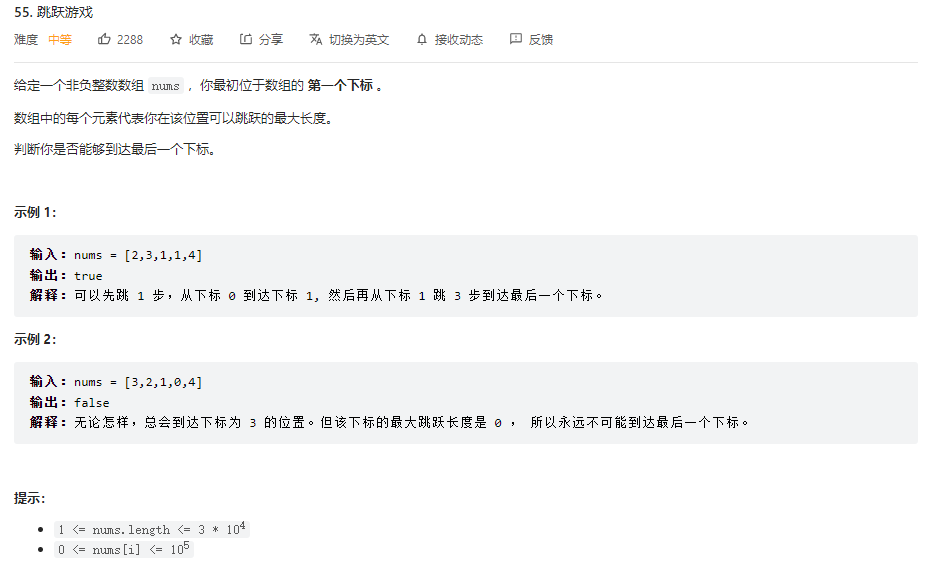 55. 跳跃游戏
难度 中等 2288 收藏 分享 切换为英文 接收动态 反馈
给定一个非负整数数组 nums ，你最初位于数组的 第一个下标 。
数组中的每个元素代表你在该位置可以跳跃的最大长度。
判断你是否能够到达最后一个下标。
示例 1：
输入：nums = [2,3,1,1,4]
输出：true
解释：可以先跳 1 步，从下标 0 到达下标 1, 然后再从下标 1 跳 3 步到达最后一个下标。
示例 2：
输入：nums = [3,2,1,0,4]
输出：false
解释：无论怎样，总会到达下标为 3 的位置。但该下标的最大跳跃长度是 0 ， 所以永远不可能到达最后一个下标。
提示：
1 <= nums.length <= 3 * 10⁴
0 <= nums[i] <= 10⁵